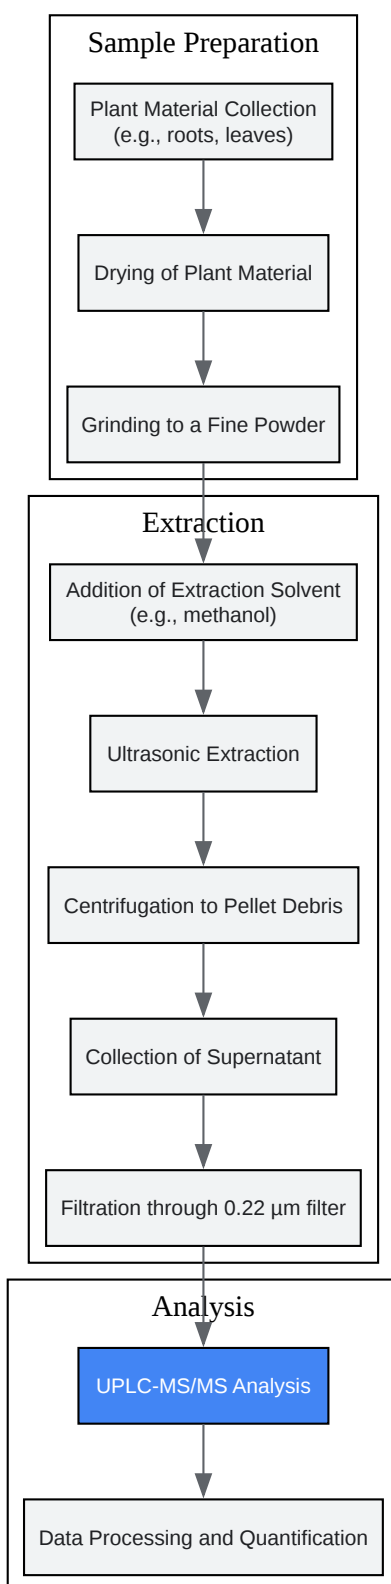 Sample Preparation
Plant Material Collection
(e.g., roots, leaves)
Drying of Plant Material
Grinding to a Fine Powder
Extraction
Addition of Extraction Solvent
(e.g., methanol)
Ultrasonic Extraction
Centrifugation to Pellet Debris
Collection of Supernatant
Filtration through 0.22 µm filter
Analysis
UPLC-MS/MS Analysis
Data Processing and Quantification